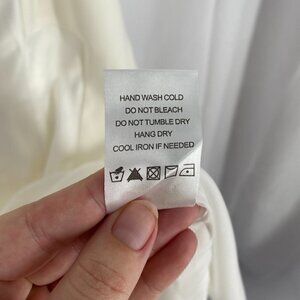 HAND WASH COLD
DO NOT BLEACH
DO NOT TUMBLE DRY
HANG DRY
COOL IRON IF NEEDED